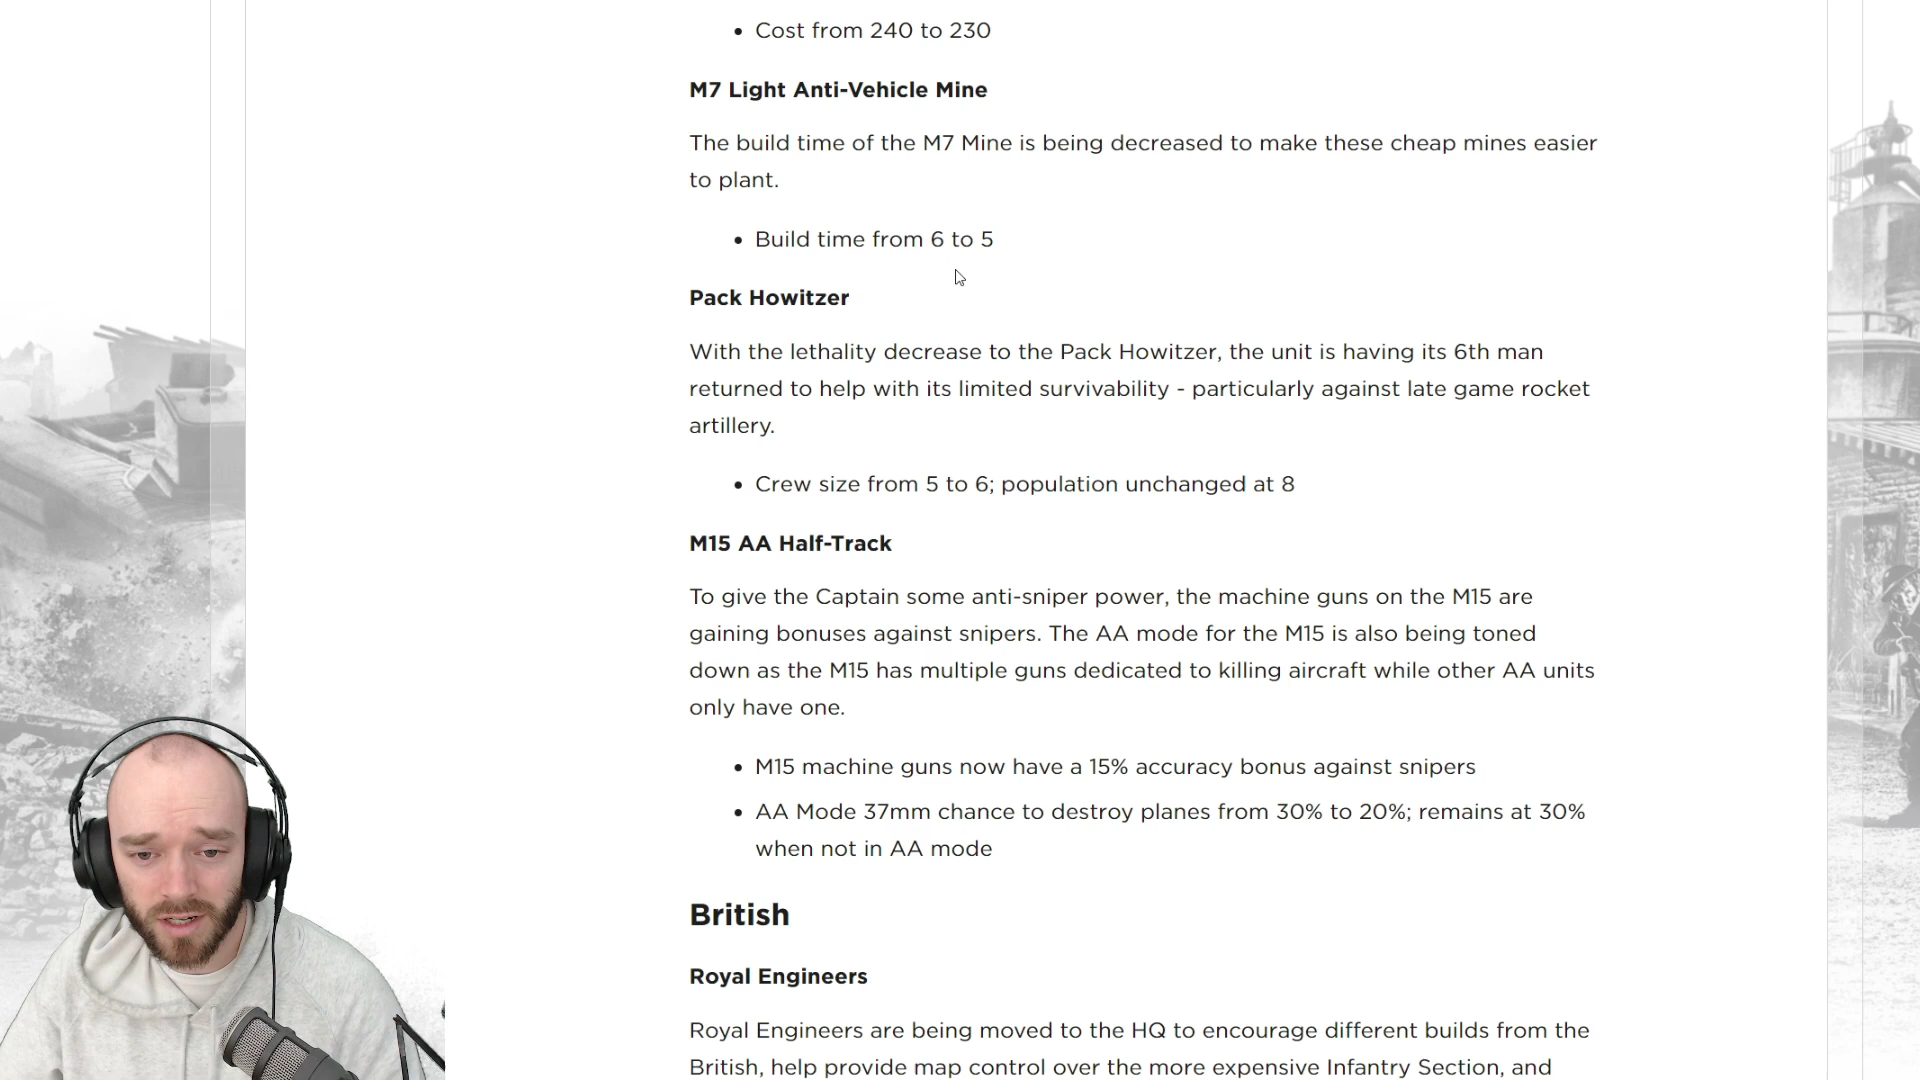 Cost from 240 to 230
M7 Light Anti-Vehicle Mine
The build time of the M7 Mine is being decreased to make these cheap mines easier
to plant.
Build time from 6 to 5
Pack Howitzer
With the lethality decrease to the Pack Howitzer, the unit is having its 6th man
returned to help with its limited survivability - particularly against late game rocket
artillery.
Crew size from 5 to 6; population unchanged at 8
M15 AA Half-Track
To give the Captain some anti-sniper power, the machine guns on the M15 are
gaining bonuses against snipers. The AA mode for the M15 is also being toned
down as the M15 has multiple guns dedicated to killing aircraft while other AA units
only have one.
M15 machine guns now have a 15% accuracy bonus against snipers
AA Mode 37mm chance to destroy planes from 30% to 20%; remains at 30%
when not in AA mode
British
Royal Engineers
Royal Engineers are being moved to the HQ to encourage different builds from the
British, help provide map control over the more expensive Infantry Section, and